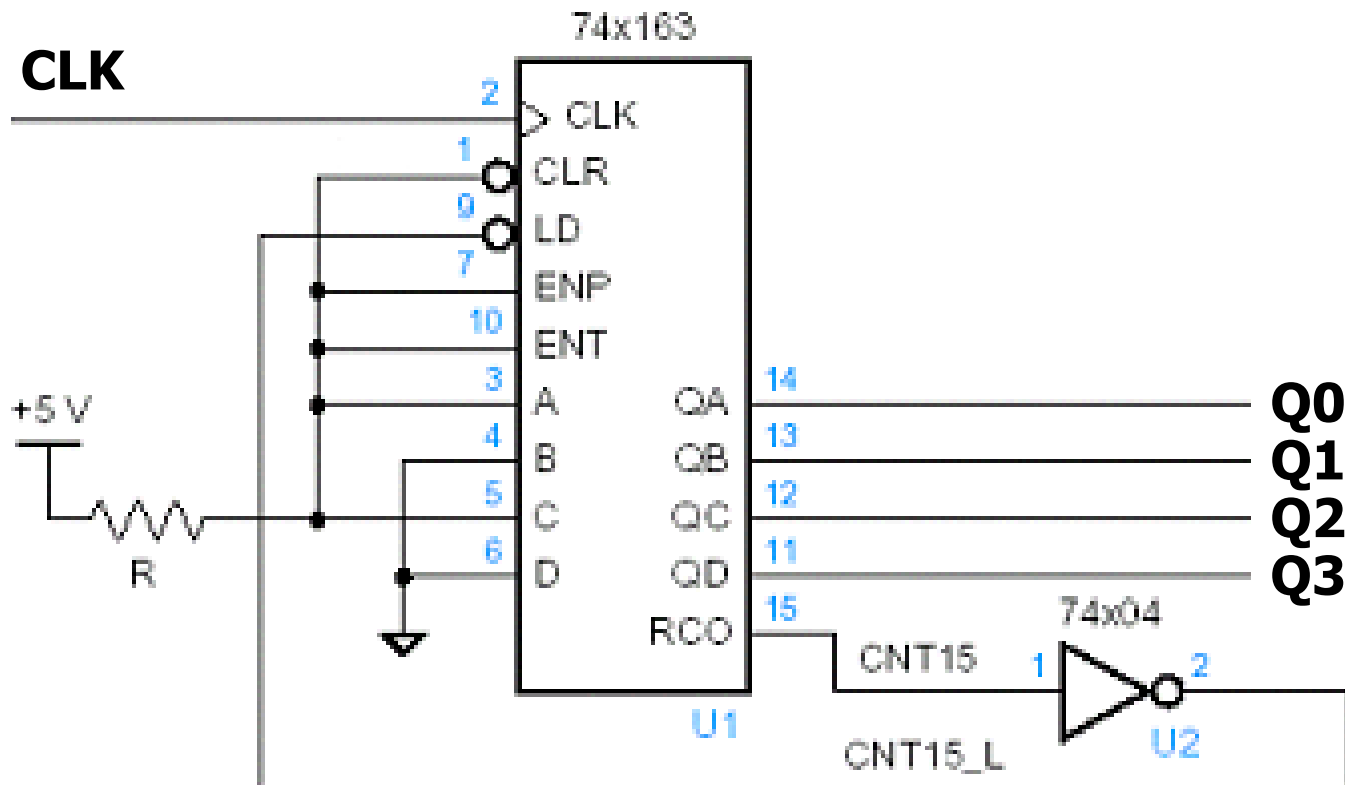 74x163
CLK
2
CLK
1
CLR
9
LD
7
ENP
10
ENT
3
A
QA
14
Q0
+5 V
4
B
QB
13
Q1
5
C
QC
12
Q2
R
6
D
QD
11
Q3
RCO
15
74x04
CNT15
1
2
U1
CNT15_L
U2